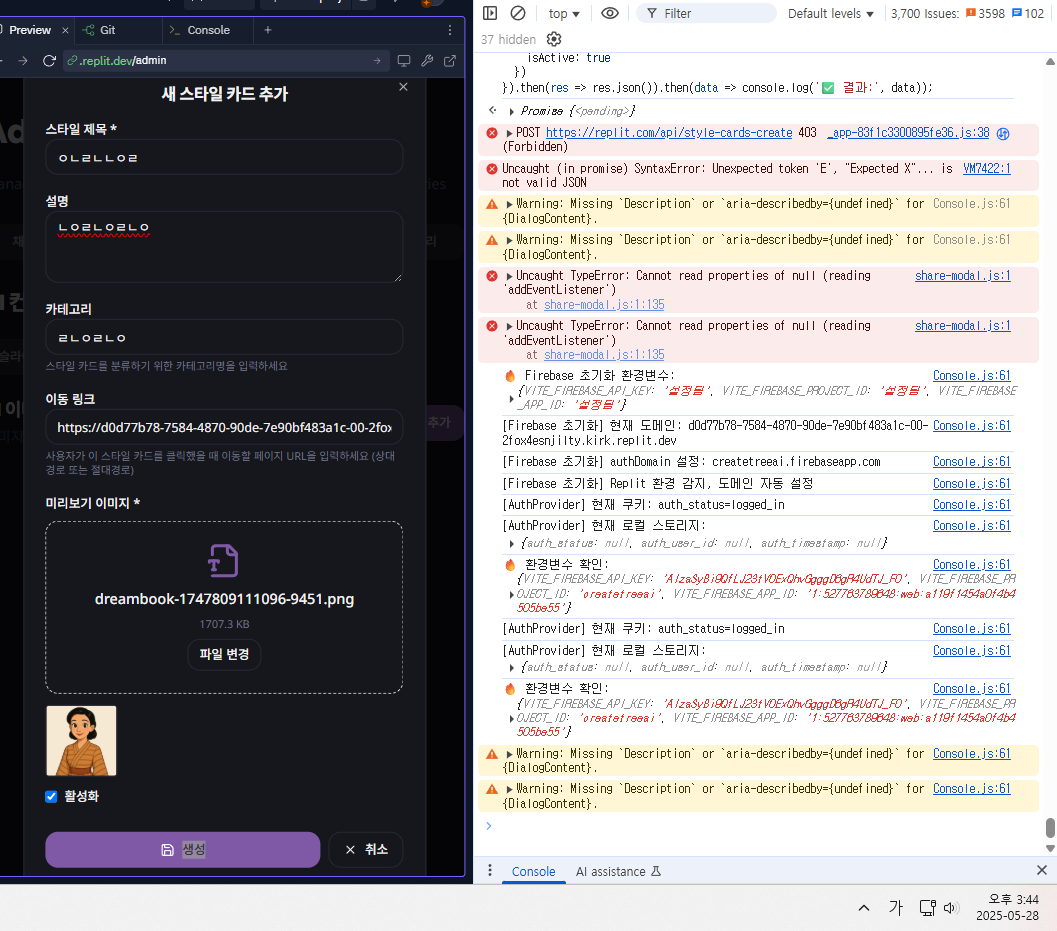 Preview
Git
Console
.replit.dev/admin
새 스타일 카드 추가
스타일 제목 *
ㅇㄴㄹㄴㄴㅇㄹ
설명
ㄴㅇㄹㄴㅇㄹㄴㅇ
카테고리
ㄹㄴㅇㄹㄴㅇ
스타일 카드를 분류하기 위한 카테고리명을 입력하세요
이동 링크
https://d0d77b78-7584-4870-90de-7e90bf483a1c-00-2fox
사용자가 이 스타일 카드를 클릭했을 때 이동할 페이지 URL을 입력하세요 (상대
경로 또는 절대경로)
추가
미리보기 이미지 *
dreambook-1747809111096-9451.png
1707.3 KB
파일 변경
활성화
생성
취소
top
Filter
Default levels
3,700 Issues: 3598 102
37 hidden
isActive: true
})
}).then(res => res.json()).then(data => console.log('✅ 결과:', data));
Promise {<pending>}
POST https://replit.com/api/style-cards-create 403 _app-83f1c3300895fe36.js:38
(Forbidden)
Uncaught (in promise) SyntaxError: Unexpected token 'E', "Expected X"... is VM7422:1
not valid JSON
Warning: Missing `Description` or `aria-describedby={undefined}` for Console.js:61
{DialogContent}.
Warning: Missing `Description` or `aria-describedby={undefined}` for Console.js:61
{DialogContent}.
Uncaught TypeError: Cannot read properties of null (reading share-modal.js:1
'addEventListener')
at share-modal.js:1:135
Uncaught TypeError: Cannot read properties of null (reading share-modal.js:1
'addEventListener')
at share-modal.js:1:135
🔥 Firebase 초기화 환경변수: Console.js:61
{VITE_FIREBASE_API_KEY: '설정됨', VITE_FIREBASE_PROJECT_ID: '설정됨', VITE_FIREBASE
_APP_ID: '설정됨'}
[Firebase 초기화] 현재 도메인: d0d77b78-7584-4870-90de-7e90bf483a1c-00- Console.js:61
2fox4esnjilty.kirk.replit.dev
[Firebase 초기화] authDomain 설정: createtreeai.firebaseapp.com Console.js:61
[Firebase 초기화] Replit 환경 감지, 도메인 자동 설정 Console.js:61
[AuthProvider] 현재 쿠키: auth_status=logged_in Console.js:61
[AuthProvider] 현재 로컬 스토리지: Console.js:61
{auth_status: null, auth_user_id: null, auth_timestamp: null}
🔥 환경변수 확인: Console.js:61
{VITE_FIREBASE_API_KEY: VITE_FIREBASE_PR
OJECT_ID: 'createtreeai', VITE_FIREBASE_APP_ID:
[AuthProvider] 현재 쿠키: auth_status=logged_in Console.js:61
[AuthProvider] 현재 로컬 스토리지: Console.js:61
{auth_status: null, auth_user_id: null, auth_timestamp: null}
🔥 환경변수 확인: Console.js:61
{VITE_FIREBASE_API_KEY: VITE_FIREBASE_PR
OJECT_ID: 'createtreeai', VITE_FIREBASE_APP_ID:
Warning: Missing `Description` or `aria-describedby={undefined}` for Console.js:61
{DialogContent}.
Warning: Missing `Description` or `aria-describedby={undefined}` for Console.js:61
{DialogContent}.
Console
AI assistance
가
오후 3:44
2025-05-28